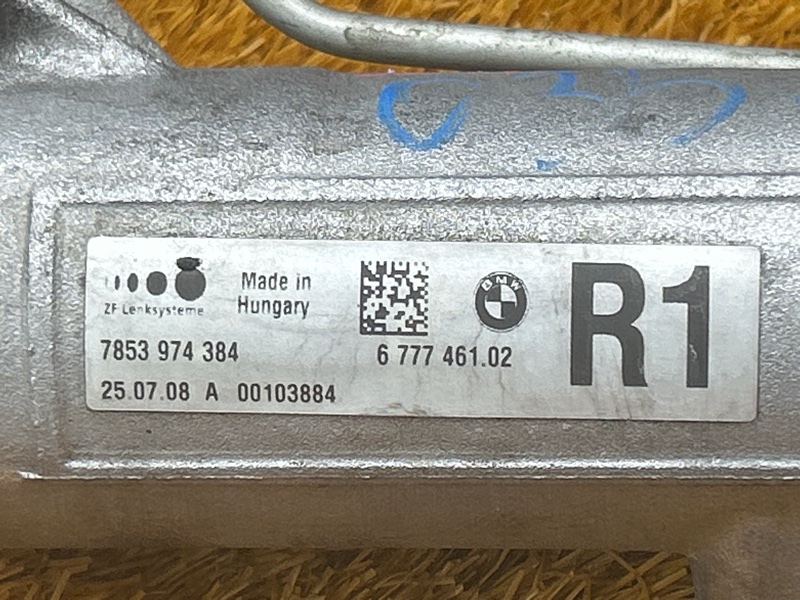 ZF Lenksysteme
Made in
Hungary
BMW
R1
7853 974 384
6 777 461.02
25.07.08 A 00103884